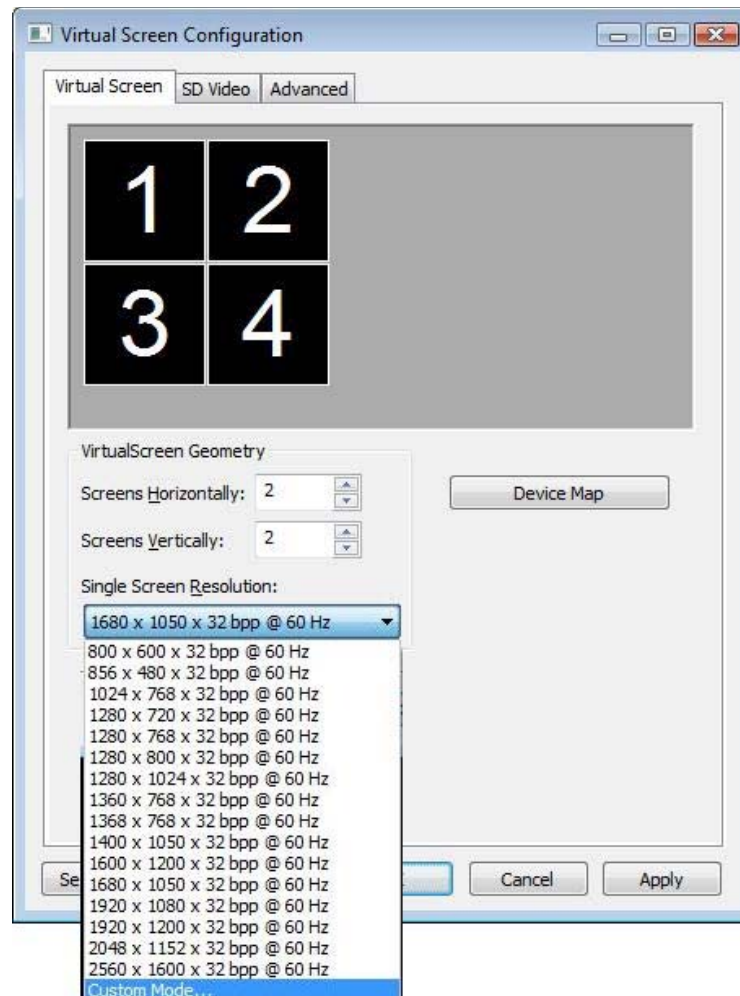 Virtual Screen Configuration
Virtual Screen SD Video Advanced
1 2
3 4
VirtualScreen Geometry
Screens Horizontally: 2
Device Map
Screens Vertically: 2
Single Screen Resolution:
1680 x 1050 x 32 bpp @ 60 Hz
800 x 600 x 32 bpp @ 60 Hz
856 x 480 x 32 bpp @ 60 Hz
1024 x 768 x 32 bpp @ 60 Hz
1280 x 720 x 32 bpp @ 60 Hz
1280 x 768 x 32 bpp @ 60 Hz
1280 x 800 x 32 bpp @ 60 Hz
1280 x 1024 x 32 bpp @ 60 Hz
1360 x 768 x 32 bpp @ 60 Hz
1368 x 768 x 32 bpp @ 60 Hz
1400 x 1050 x 32 bpp @ 60 Hz
1600 x 1200 x 32 bpp @ 60 Hz
1680 x 1050 x 32 bpp @ 60 Hz
1920 x 1080 x 32 bpp @ 60 Hz
1920 x 1200 x 32 bpp @ 60 Hz
2048 x 1152 x 32 bpp @ 60 Hz
2560 x 1600 x 32 bpp @ 60 Hz
Custom Mode...
Se
Cancel
Apply